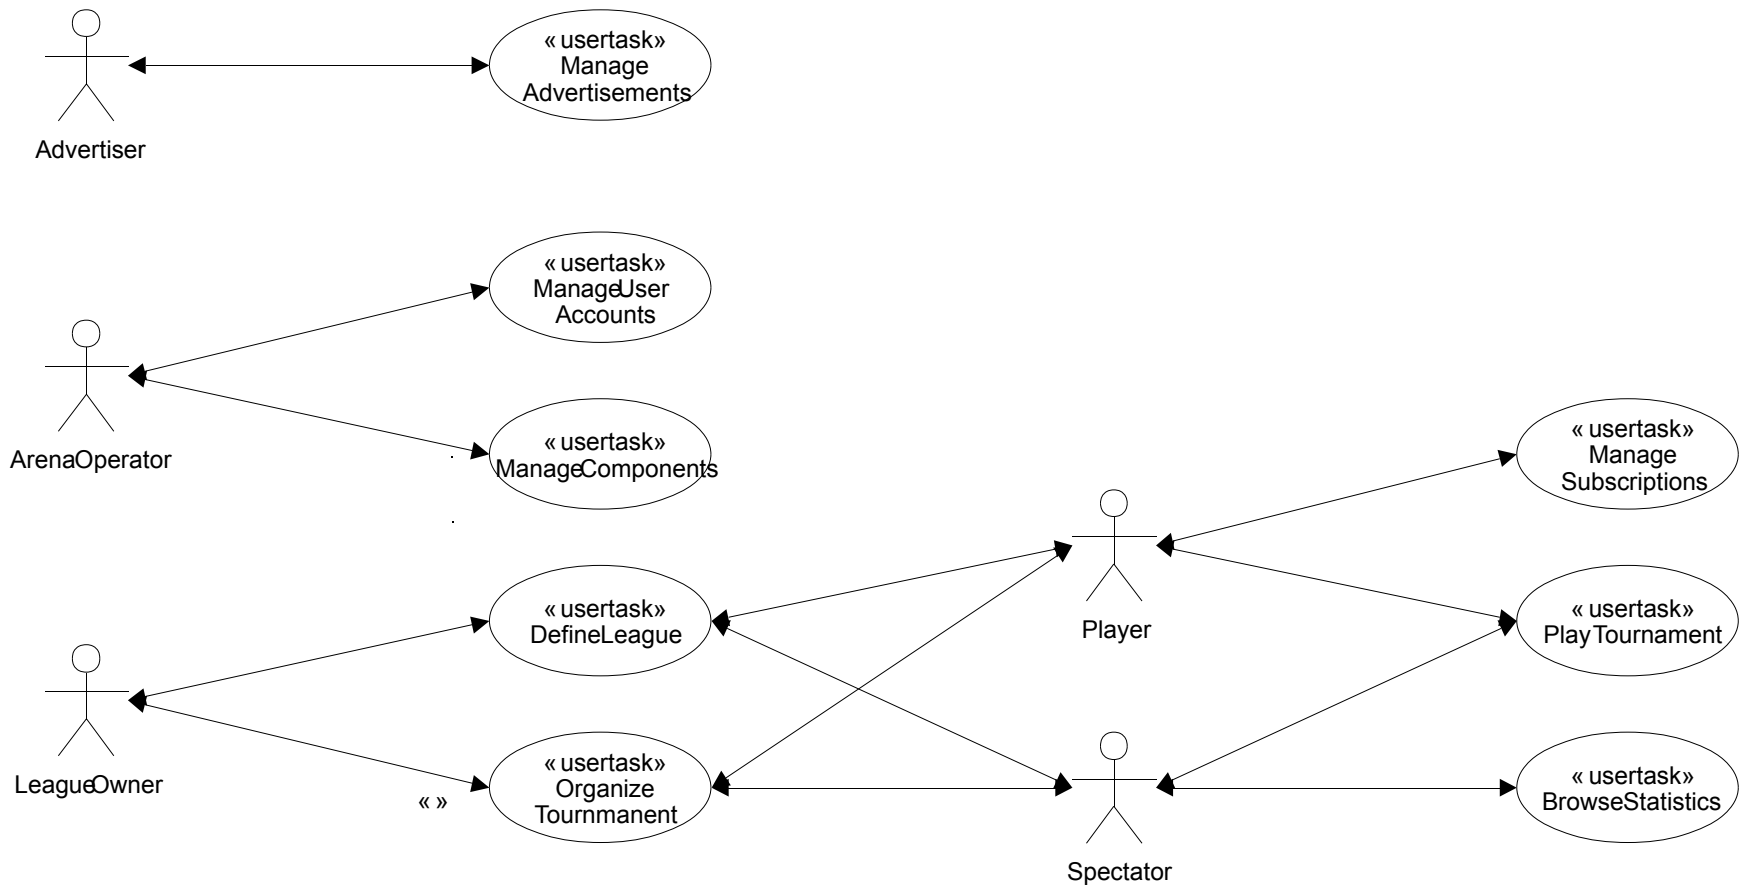 «usertask»
Manage
Advertisements
Advertiser
«usertask»
ManageUser
Accounts
«usertask»
ManageComponents
ArenaOperator
«usertask»
Manage
Subscriptions
«usertask»
DefineLeague
Player
«usertask»
PlayTournament
LeagueOwner
« »
«usertask»
Organize
Tournmanent
«usertask»
BrowseStatistics
Spectator